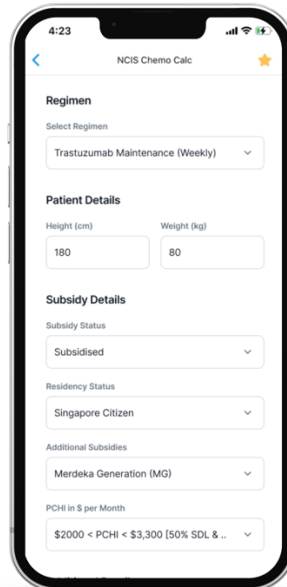 4:23
NCIS Chemo Calc
Regimen
Select Regimen
Trastuzumab Maintenance (Weekly)
Patient Details
Height (cm) Weight (kg)
180 80
Subsidy Details
Subsidy Status
Subsidised
Residency Status
Singapore Citizen
Additional Subsidies
Merdeka Generation (MG)
PCHI in $ per Month
$2000 < PCHI < $3,300 [50% SDL & ..